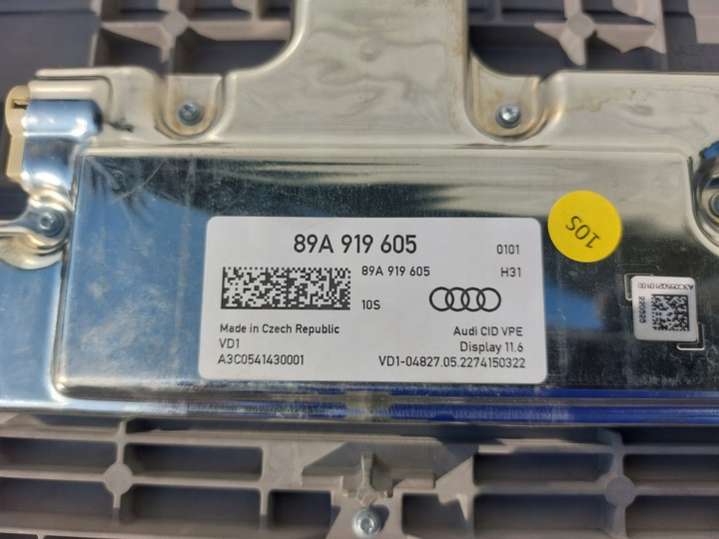 89A 919 605
0101
89A 919 605
H31
10S
Made in Czech Republic
Audi CID VPE
VD1
Display 11.6
A3C0541430001
VD1-04827.05.2274150322
10S